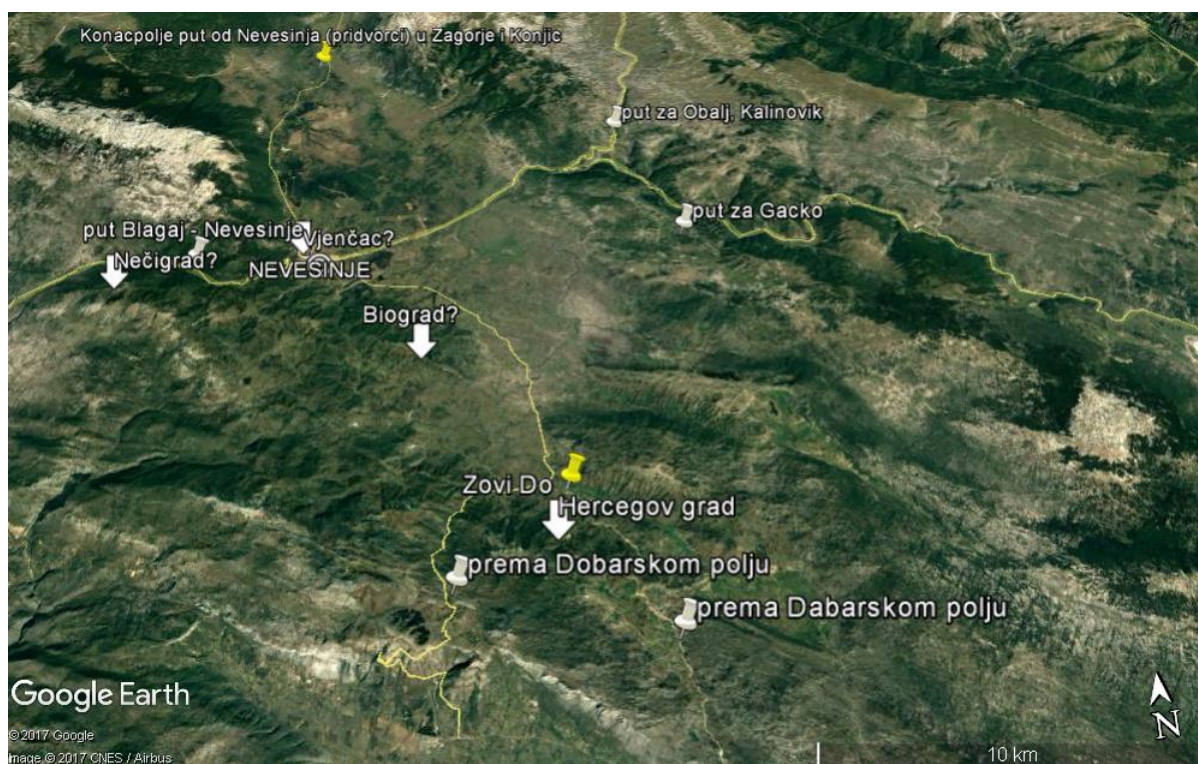 Konacpolje put od Nevesinja (pridvorci) u Zagorje i Konjic
put za Obalj, Kalinovik
put za Gacko
put Blagaj - Nevesinje
Vjenčac?
Nečigrad?
NEVESINJE
Biograd?
Zovi Do
Hercegov grad
prema Dobarskom polju
prema Dabarskom polju
Google Earth
© 2017 Google
Image © 2017 CNES / Airbus
10 km
N